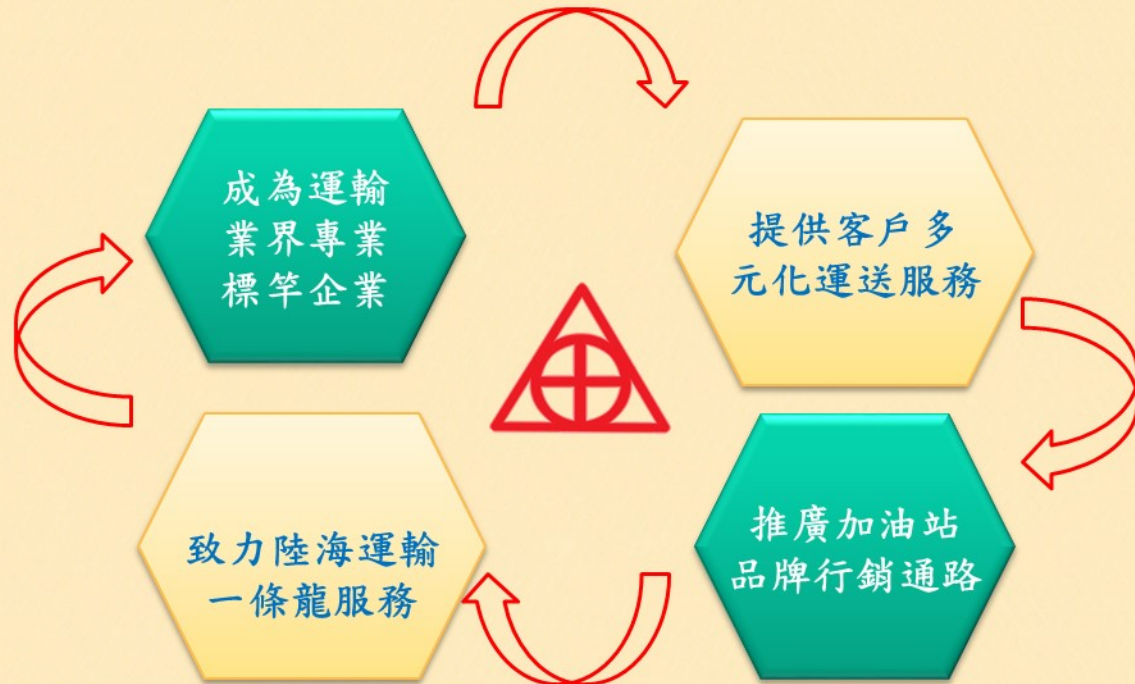 成為運輸
業界專業
標竿企業
提供客戶多
元化運送服務
推廣加油站
品牌行銷通路
致力陸海運輸
一條龍服務